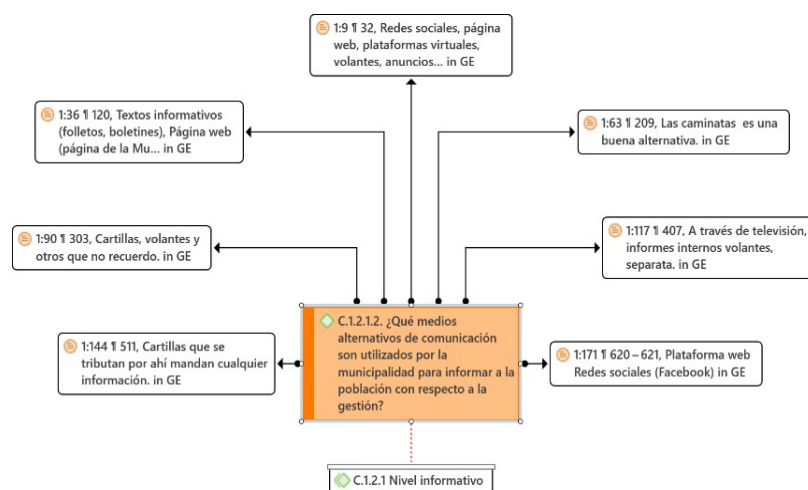 1:9 ¶ 32, Redes sociales, página
web, plataformas virtuales,
volantes, anuncios... in GE
1:36 ¶ 120, Textos informativos
(folletos, boletines), Página web
(página de la Mu... in GE
1:63 ¶ 209, Las caminatas es una
buena alternativa. in GE
1:90 ¶ 303, Cartillas, volantes y
otros que no recuerdo. in GE
1:117 ¶ 407, A través de televisión,
informes internos volantes,
separata. in GE
1:144 ¶ 511, Cartillas que se
tributan por ahí mandan cualquier
información. in GE
C.1.2.1.2. ¿Qué medios
alternativos de comunicación
son utilizados por la
municipalidad para informar a la
población con respecto a la
gestión?
1:171 ¶ 620 – 621, Plataforma web
Redes sociales (Facebook) in GE
C.1.2.1 Nivel informativo